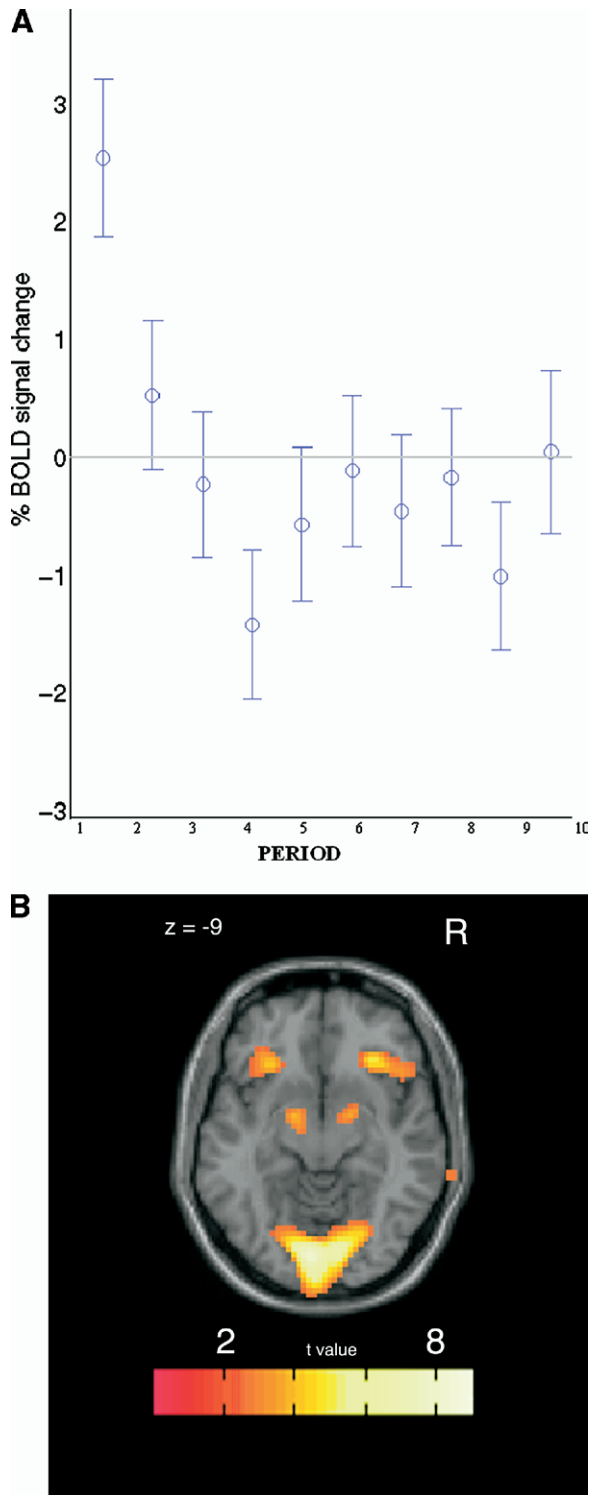 A
% BOLD signal change
3
2
1
0
−1
−2
−3
1 2 3 4 5 6 7 8 9 10
PERIOD
B
z = -9
R
2 t value 8